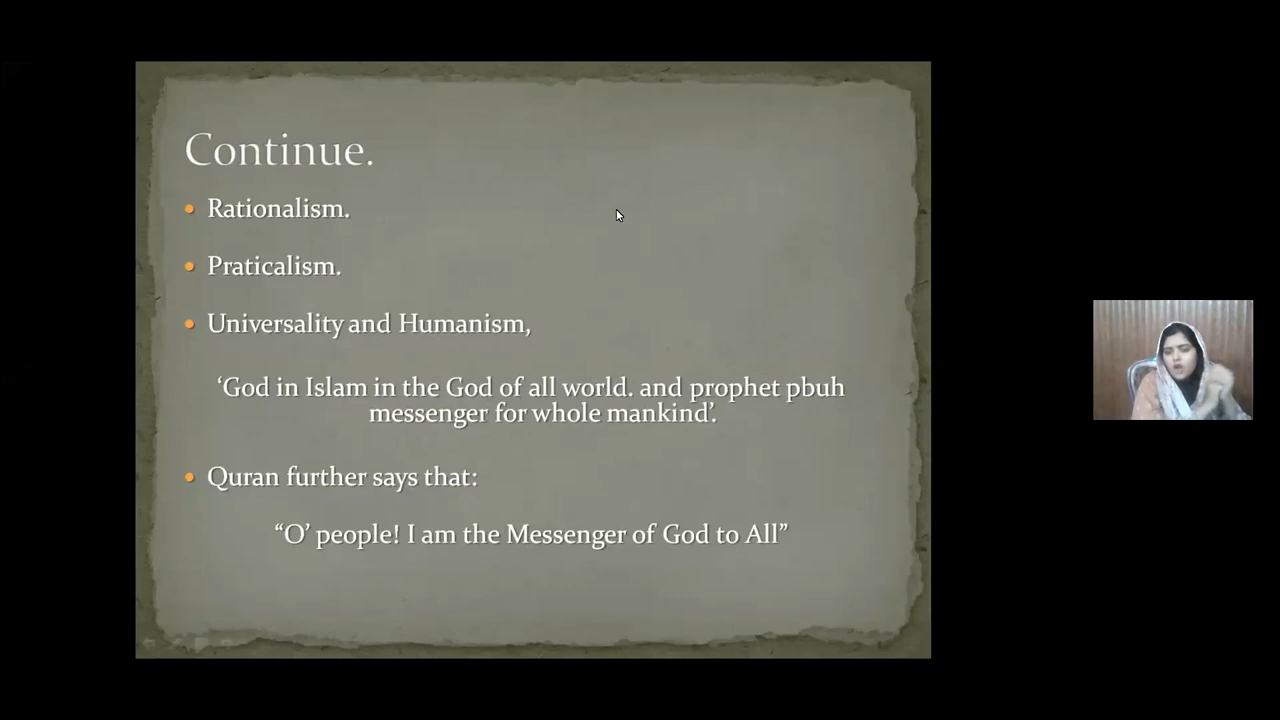 Continue.
Rationalism.
Praticalism.
Universality and Humanism,
‘God in Islam in the God of all world. and prophet pbuh
messenger for whole mankind’.
Quran further says that:
“O’ people! I am the Messenger of God to All”